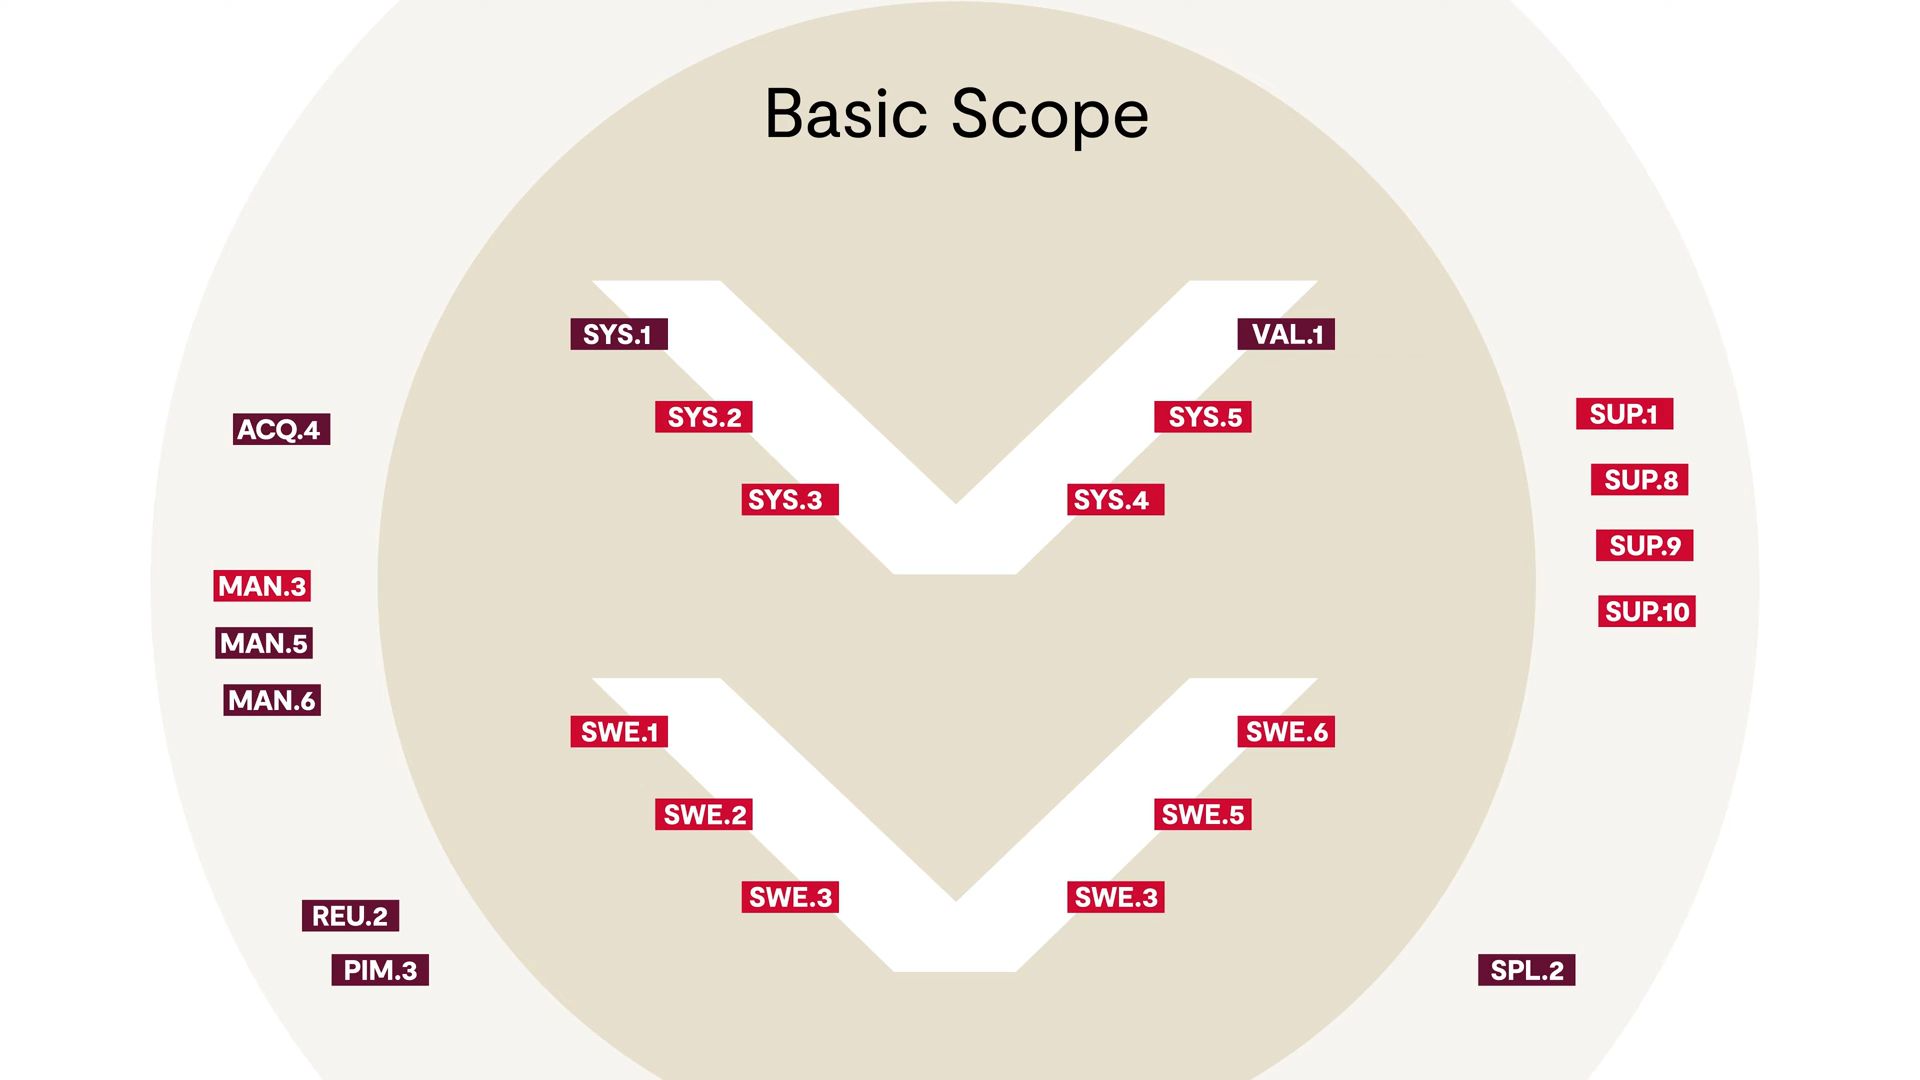 Basic Scope
SYS.1
VAL.1
SYS.2
SYS.5
SYS.3
SYS.4
ACQ.4
MAN.3
MAN.5
MAN.6
SUP.1
SUP.8
SUP.9
SUP.10
SWE.1
SWE.6
SWE.2
SWE.5
SWE.3
SWE.3
REU.2
PIM.3
SPL.2